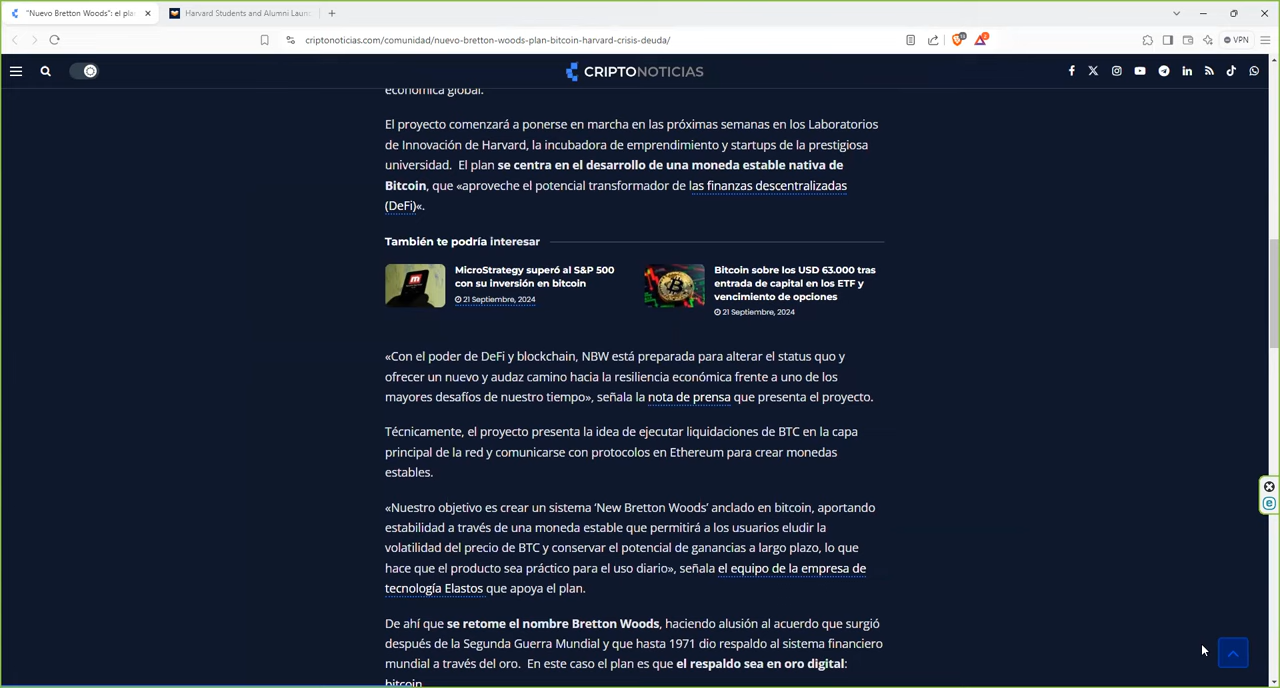 "Nuevo Bretton Woods": el pla
Harvard Students and Alumni Laun
criptonoticias.com/comunidad/nuevo-bretton-woods-plan-bitcoin-harvard-crisis-deuda/
VPN
CRIPTONOTICIAS
económica global.
El proyecto comenzará a ponerse en marcha en las próximas semanas en los Laboratorios
de Innovación de Harvard, la incubadora de emprendimiento y startups de la prestigiosa
universidad. El plan se centra en el desarrollo de una moneda estable nativa de
Bitcoin, que «aproveche el potencial transformador de las finanzas descentralizadas
(DeFi)«.
También te podría interesar
MicroStrategy superó al S&P 500
con su inversión en bitcoin
21 Septiembre, 2024
Bitcoin sobre los USD 63.000 tras
entrada de capital en los ETF y
vencimiento de opciones
21 Septiembre, 2024
«Con el poder de DeFi y blockchain, NBW está preparada para alterar el status quo y
ofrecer un nuevo y audaz camino hacia la resiliencia económica frente a uno de los
mayores desafíos de nuestro tiempo», señala la nota de prensa que presenta el proyecto.
Técnicamente, el proyecto presenta la idea de ejecutar liquidaciones de BTC en la capa
principal de la red y comunicarse con protocolos en Ethereum para crear monedas
estables.
«Nuestro objetivo es crear un sistema ‘New Bretton Woods’ anclado en bitcoin, aportando
estabilidad a través de una moneda estable que permitirá a los usuarios eludir la
volatilidad del precio de BTC y conservar el potencial de ganancias a largo plazo, lo que
hace que el producto sea práctico para el uso diario», señala el equipo de la empresa de
tecnología Elastos que apoya el plan.
De ahí que se retome el nombre Bretton Woods, haciendo alusión al acuerdo que surgió
después de la Segunda Guerra Mundial y que hasta 1971 dio respaldo al sistema financiero
mundial a través del oro. En este caso el plan es que el respaldo sea en oro digital:
bitcoin.